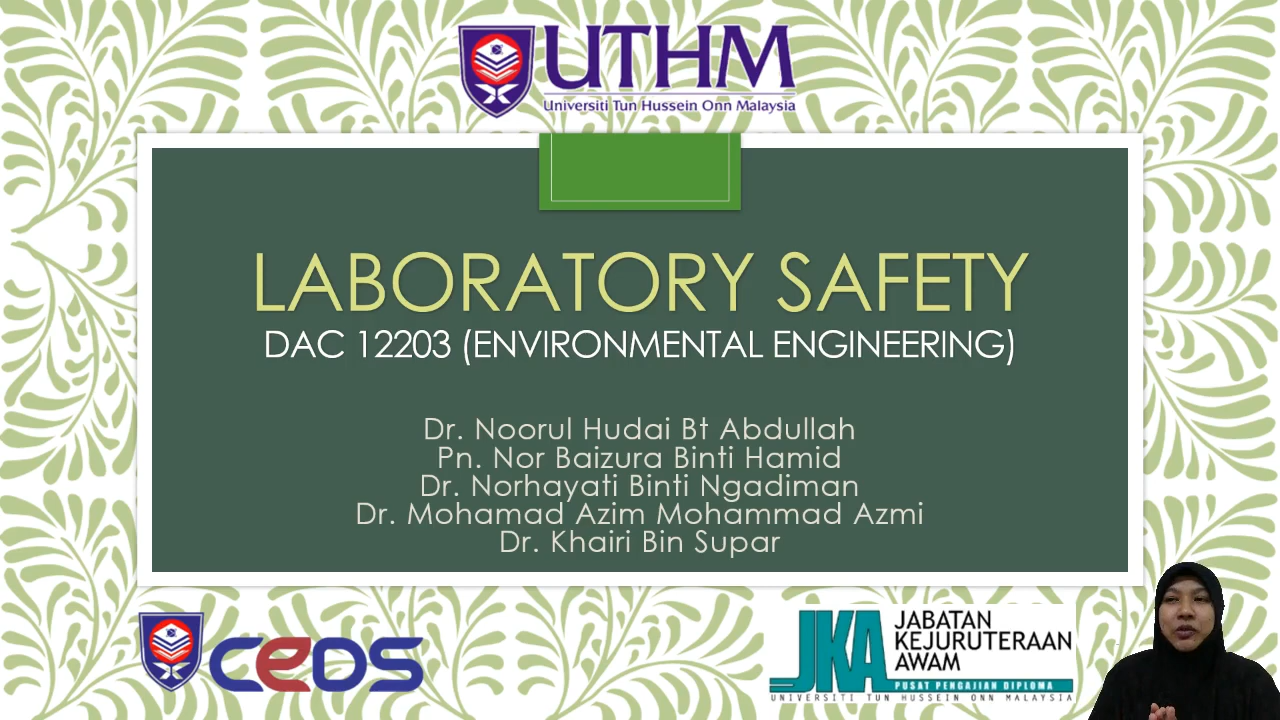 UTHM
Universiti Tun Hussein Onn Malaysia
LABORATORY SAFETY
DAC 12203 (ENVIRONMENTAL ENGINEERING)
Dr. Noorul Hudai Bt Abdullah
Pn. Nor Baizura Binti Hamid
Dr. Norhayati Binti Ngadiman
Dr. Mohamad Azim Mohammad Azmi
Dr. Khairi Bin Supar
ceDS
JKA
JABATAN
KEJURUTERAAN
AWAM
PUSAT PENGAJIAN DIPLOMA
UNIVERSITI TUN HUSSEIN ONN MALAYSIA